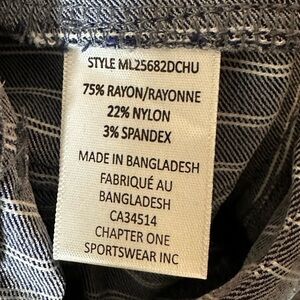 STYLE ML25682DCHU
75% RAYON/RAYONNE
22% NYLON
3% SPANDEX
MADE IN BANGLADESH
FABRIQUÉ AU
BANGLADESH
CA34514
CHAPTER ONE
SPORTSWEAR INC